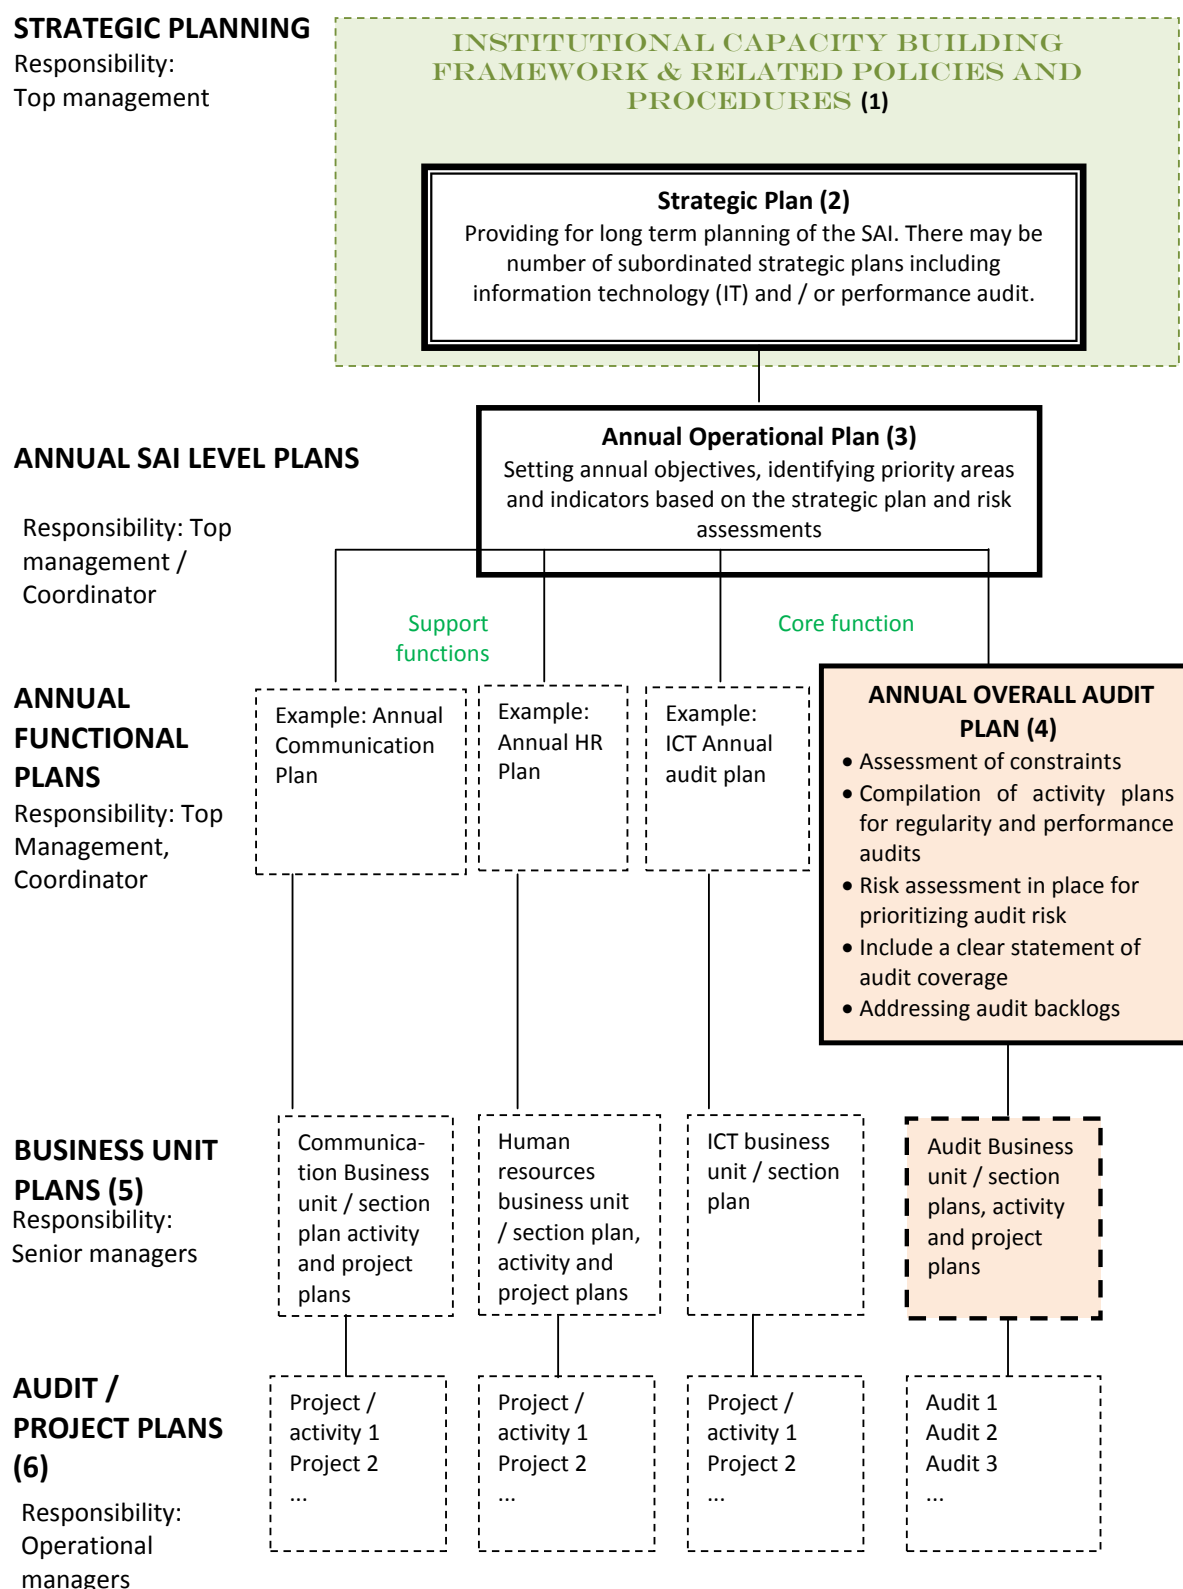 STRATEGIC PLANNING
Responsibility:
Top management
INSTITUTIONAL CAPACITY BUILDING
FRAMEWORK & RELATED POLICIES AND
PROCEDURES (1)
Strategic Plan (2)
Providing for long term planning of the SAI. There may be
number of subordinated strategic plans including
information technology (IT) and / or performance audit.
ANNUAL SAI LEVEL PLANS
Responsibility: Top
management /
Coordinator
Annual Operational Plan (3)
Setting annual objectives, identifying priority areas
and indicators based on the strategic plan and risk
assessments
Support
functions
Core function
ANNUAL
FUNCTIONAL
PLANS
Responsibility: Top
Management,
Coordinator
Example: Annual
Communication
Plan
Example:
Annual HR
Plan
Example:
ICT Annual
audit plan
ANNUAL OVERALL AUDIT
PLAN (4)
• Assessment of constraints
• Compilation of activity plans
for regularity and performance
audits
• Risk assessment in place for
prioritizing audit risk
• Include a clear statement of
audit coverage
• Addressing audit backlogs
BUSINESS UNIT
PLANS (5)
Responsibility:
Senior managers
Communica-
tion Business
unit / section
plan activity
and project
plans
Human
resources
business unit
/ section plan,
activity and
project plans
ICT business
unit / section
plan
Audit Business
unit / section
plans, activity
and project
plans
AUDIT /
PROJECT PLANS
(6)
Responsibility:
Operational
managers
Project /
activity 1
Project 2
...
Project /
activity 1
Project 2
...
Project /
activity 1
Project 2
...
Audit 1
Audit 2
Audit 3
...